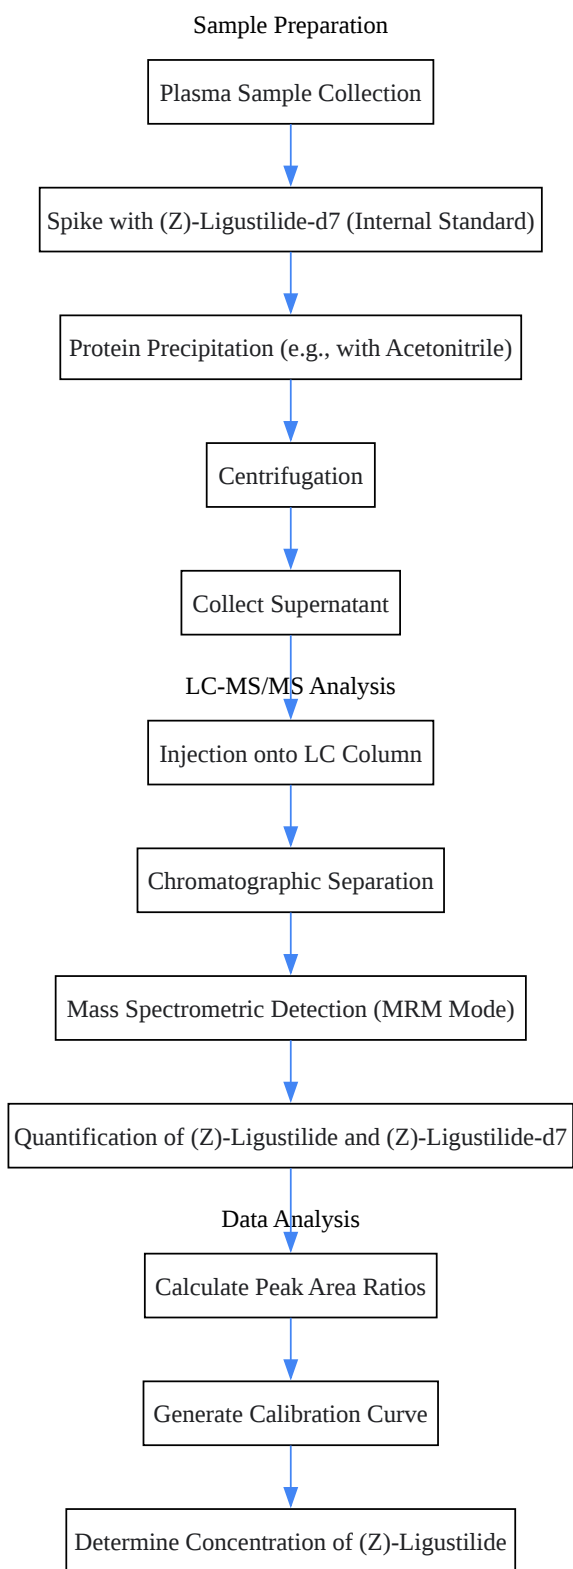 Sample Preparation
Plasma Sample Collection
Spike with (Z)-Ligustilide-d7 (Internal Standard)
Protein Precipitation (e.g., with Acetonitrile)
Centrifugation
Collect Supernatant
LC-MS/MS Analysis
Injection onto LC Column
Chromatographic Separation
Mass Spectrometric Detection (MRM Mode)
Quantification of (Z)-Ligustilide and (Z)-Ligustilide-d7
Data Analysis
Calculate Peak Area Ratios
Generate Calibration Curve
Determine Concentration of (Z)-Ligustilide